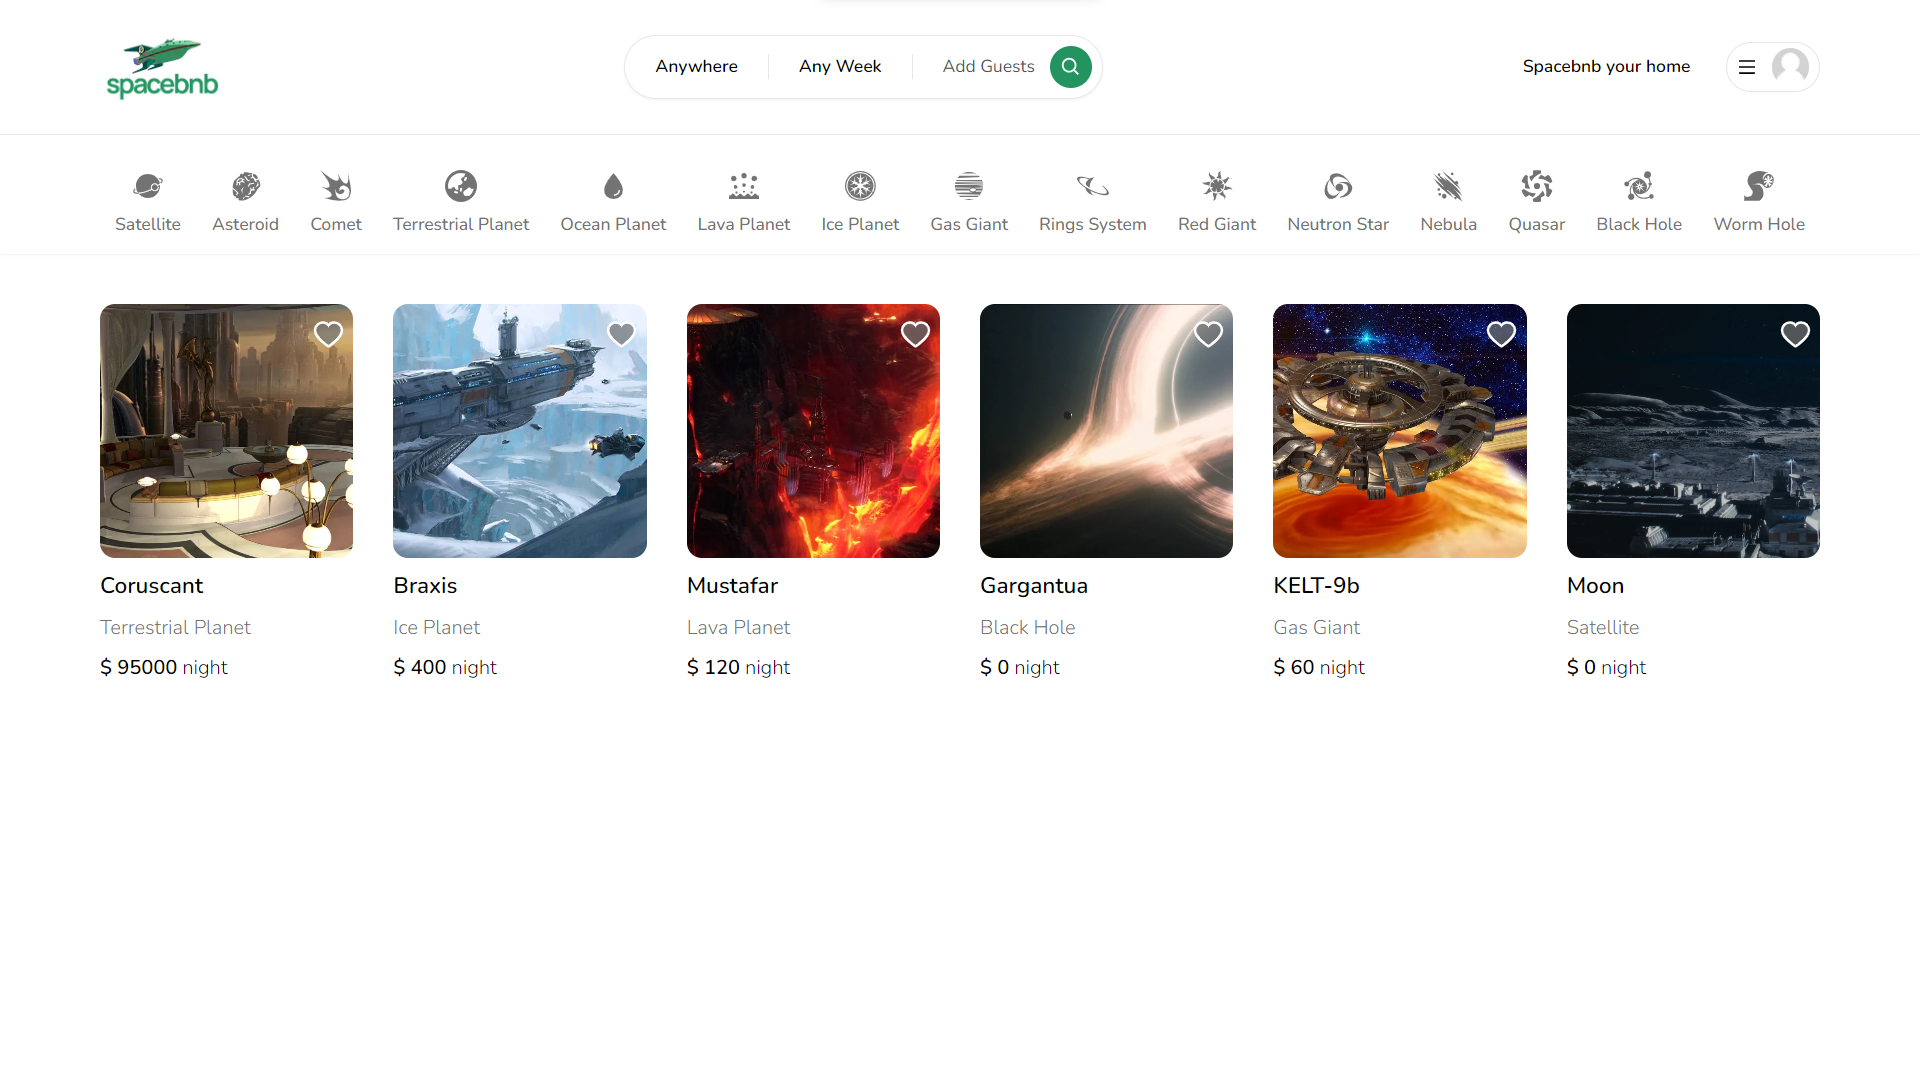 spacebnb
Anywhere
Any Week
Add Guests
Spacebnb your home
Satellite
Asteroid
Comet
Terrestrial Planet
Ocean Planet
Lava Planet
Ice Planet
Gas Giant
Rings System
Red Giant
Neutron Star
Nebula
Quasar
Black Hole
Worm Hole
Coruscant
Terrestrial Planet
$ 95000 night
Braxis
Ice Planet
$ 400 night
Mustafar
Lava Planet
$ 120 night
Gargantua
Black Hole
$ 0 night
KELT-9b
Gas Giant
$ 60 night
Moon
Satellite
$ 0 night